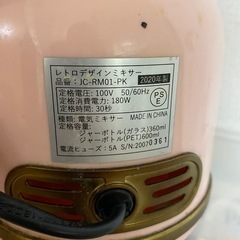 レトロデザインミキサー
品番：JC-RM01-PK 2020年製
定格電圧：100V 50/60Hz
定格消費電力：180W
定格時間：30秒
PS
E
種類：電気ミキサー MADE IN CHINA
ジャーボトル(ガラス)360ml
ジャーボトル(PET)600ml
電流ヒューズ：5A S/N:20070361